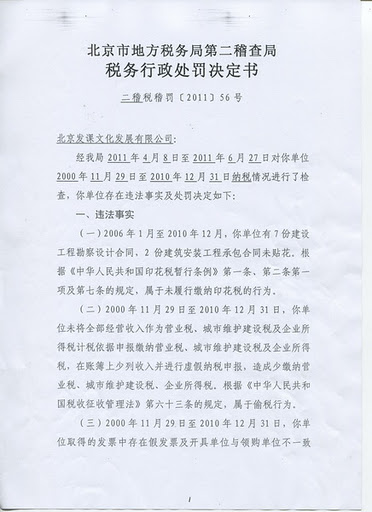 北京市地方税务局第二稽查局
税务行政处罚决定书
二稽税稽罚〔2011〕56号
北京发课文化发展有限公司:
经我局2011年4月8日至2011年6月27日对你单位
2000年11月29日至2010年12月31日纳税情况进行了检
查，你单位存在违法事实及处罚决定如下：
一、违法事实
（一）2006年1月至2010年12月，你单位有7份建设
工程勘察设计合同，2份建筑安装工程承包合同未贴花。根
据《中华人民共和国印花税暂行条例》第一条、第二条第一
项及第七条的规定，属于未履行缴纳印花税的行为。
（二）2000年11月29日至2010年12月31日，你单
位未将全部经营收入作为营业税、城市维护建设税及企业所
得税计税依据申报缴纳营业税、城市维护建设税及企业所得
税，在账簿上少列收入并进行虚假纳税申报，造成少缴纳营
业税、城市维护建设税、企业所得税。根据《中华人民共和
国税收征收管理法》第六十三条的规定，属于偷税行为。
（三）2000年11月29日至2010年12月31日，你单
位取得的发票中存在假发票及开具单位与领购单位不一致
1